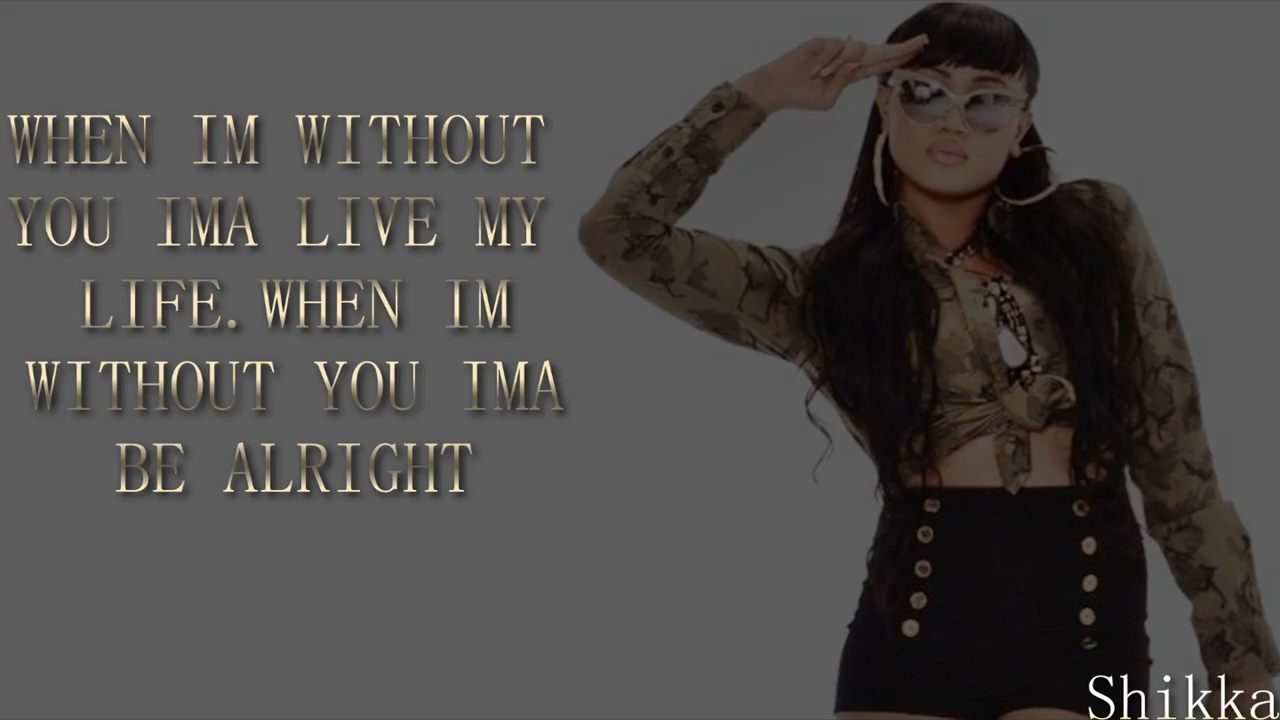 WHEN IM WITHOUT
YOU IMA LIVE MY
LIFE.WHEN IM
WITHOUT YOU IMA
BE ALRIGHT
Shikka